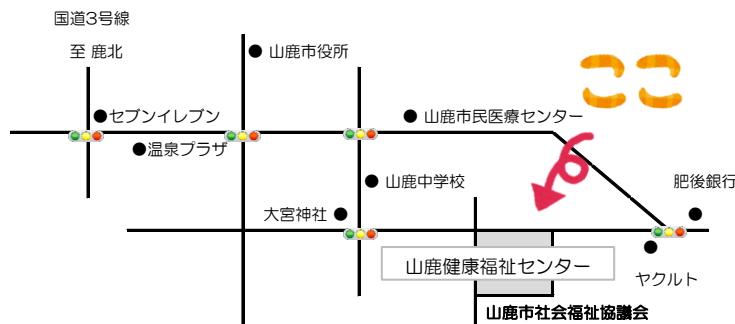 国道3号線
至 鹿北
山鹿市役所
ここ
セブンイレブン
山鹿市民医療センター
温泉プラザ
山鹿中学校
肥後銀行
大宮神社
山鹿健康福祉センター
ヤクルト
山鹿市社会福祉協議会